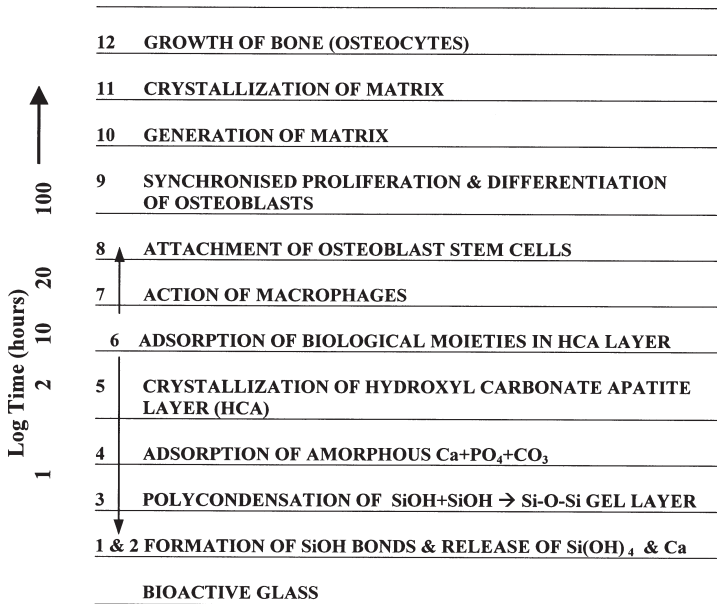 12 GROWTH OF BONE (OSTEOCYTES)
11 CRYSTALLIZATION OF MATRIX
10 GENERATION OF MATRIX
9 SYNCHRONISED PROLIFERATION & DIFFERENTIATION
OF OSTEOBLASTS
8 ATTACHMENT OF OSTEOBLAST STEM CELLS
7 ACTION OF MACROPHAGES
6 ADSORPTION OF BIOLOGICAL MOIETIES IN HCA LAYER
5 CRYSTALLIZATION OF HYDROXYL CARBONATE APATITE
LAYER (HCA)
4 ADSORPTION OF AMORPHOUS Ca+PO₄+CO₃
3 POLYCONDENSATION OF SiOH+SiOH → Si-O-Si GEL LAYER
1 & 2 FORMATION OF SiOH BONDS & RELEASE OF Si(OH)₄ & Ca
BIOACTIVE GLASS
Log Time (hours)
1 2 10 20 100